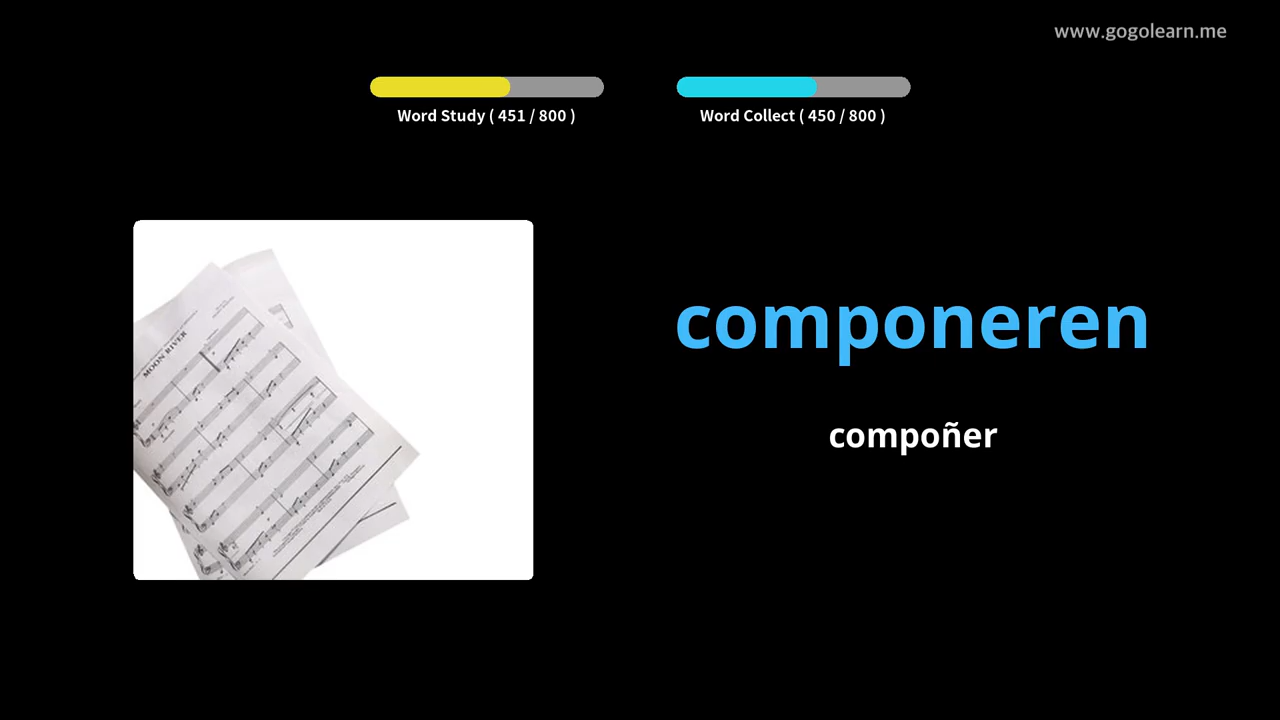 www.gogolearn.me
Word Study ( 451 / 800 )
Word Collect ( 450 / 800 )
MOON RIVER
componeren
compoñer